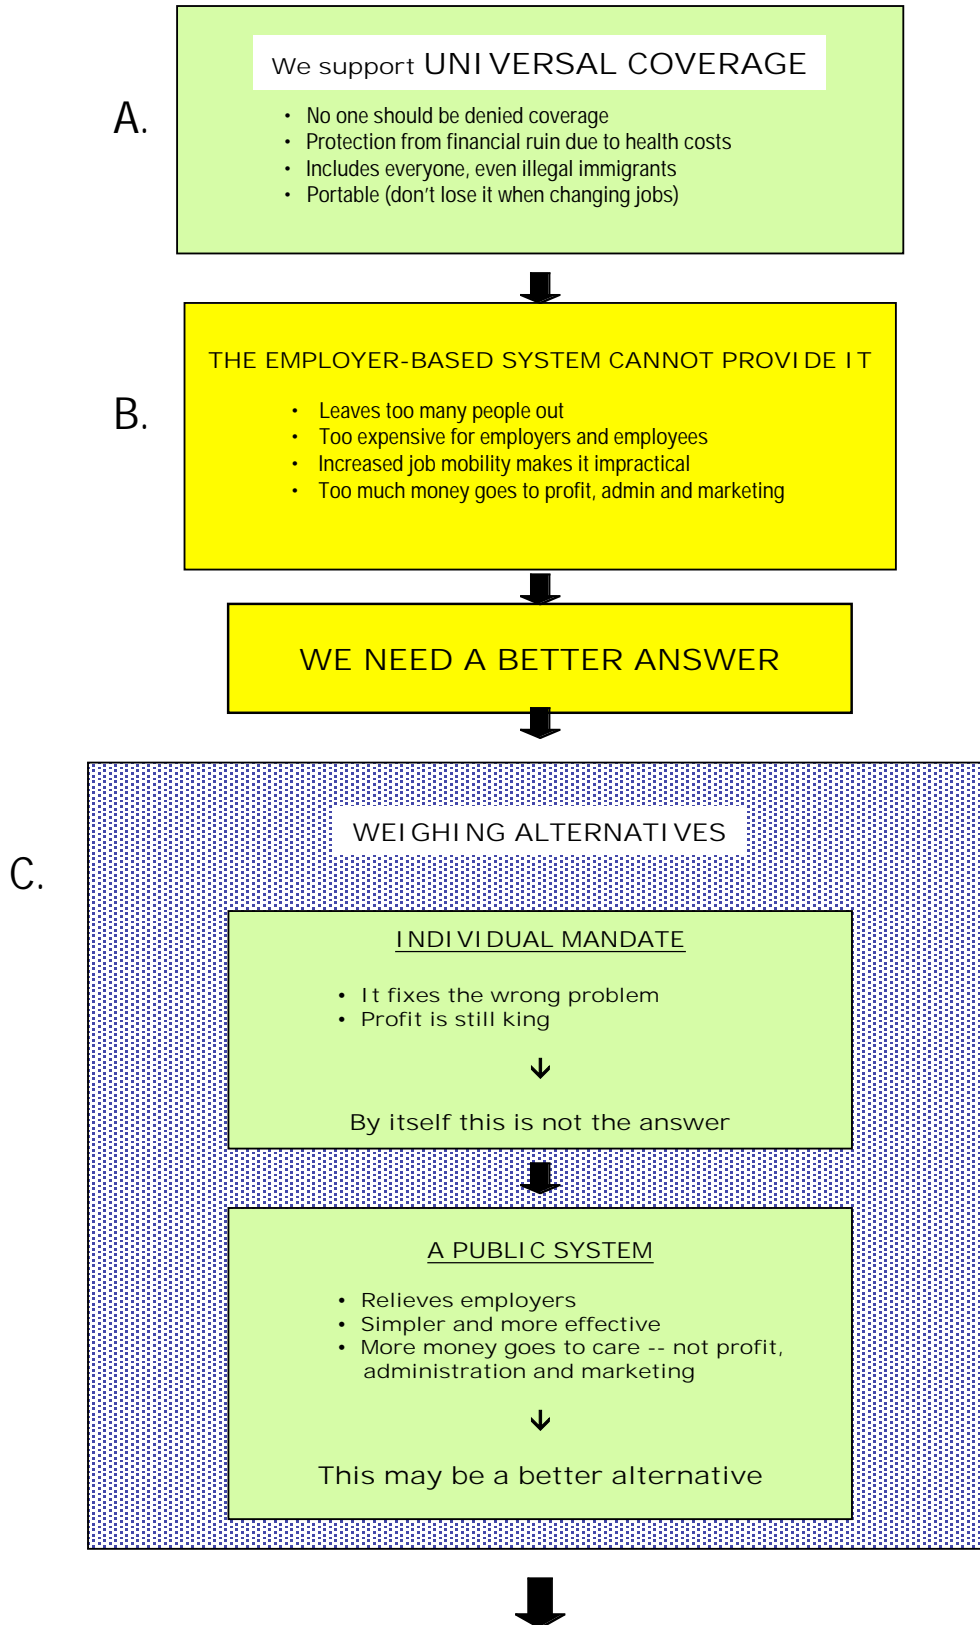 We support UNIVERSAL COVERAGE
A.
• No one should be denied coverage
• Protection from financial ruin due to health costs
• Includes everyone, even illegal immigrants
• Portable (don't lose it when changing jobs)
THE EMPLOYER-BASED SYSTEM CANNOT PROVIDE IT
B.
• Leaves too many people out
• Too expensive for employers and employees
• Increased job mobility makes it impractical
• Too much money goes to profit, admin and marketing
WE NEED A BETTER ANSWER
WEIGHING ALTERNATIVES
C.
INDIVIDUAL MANDATE
• It fixes the wrong problem
• Profit is still king
By itself this is not the answer
A PUBLIC SYSTEM
• Relieves employers
• Simpler and more effective
• More money goes to care -- not profit,
administration and marketing
This may be a better alternative